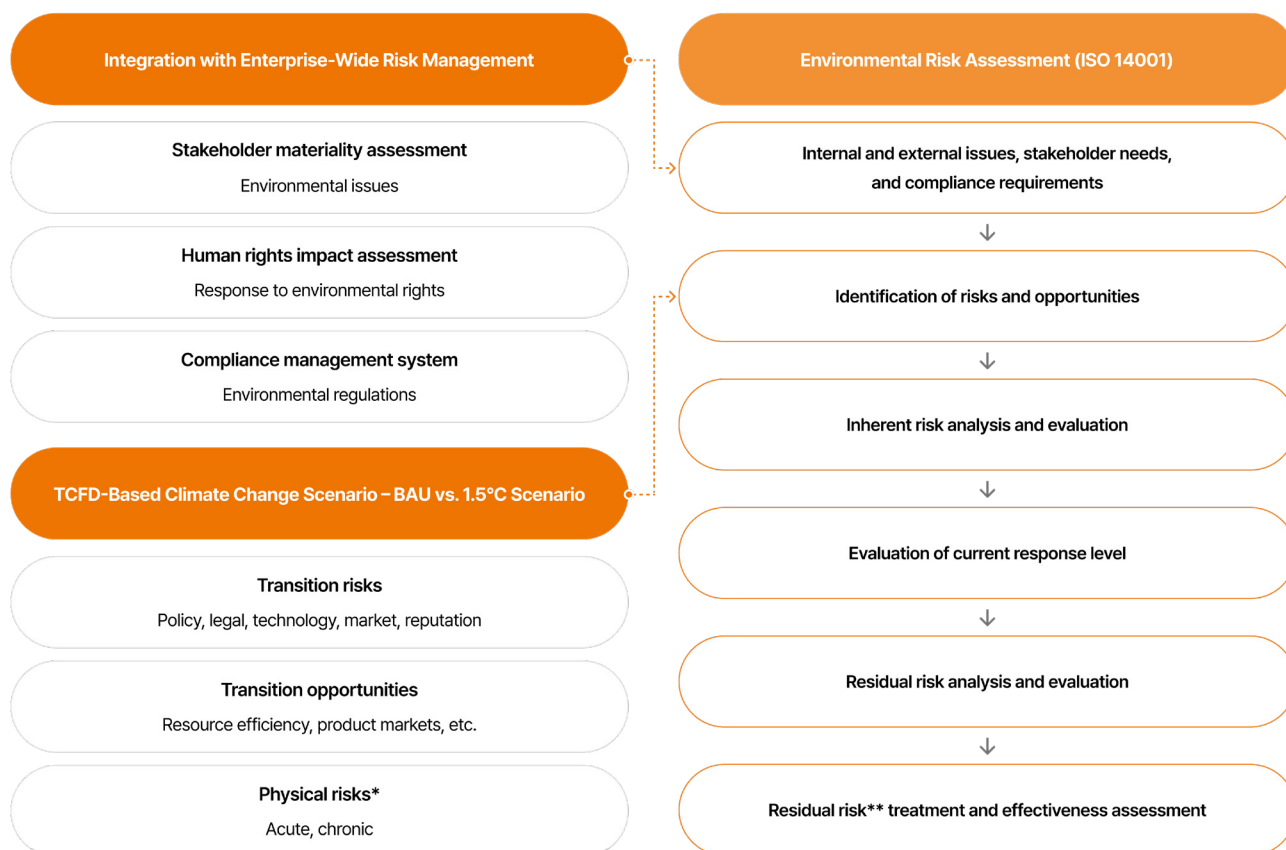 Integration with Enterprise-Wide Risk Management
Stakeholder materiality assessment
Environmental issues
Human rights impact assessment
Response to environmental rights
Compliance management system
Environmental regulations
TCFD-Based Climate Change Scenario – BAU vs. 1.5°C Scenario
Transition risks
Policy, legal, technology, market, reputation
Transition opportunities
Resource efficiency, product markets, etc.
Physical risks*
Acute, chronic
Environmental Risk Assessment (ISO 14001)
Internal and external issues, stakeholder needs,
and compliance requirements
Identification of risks and opportunities
Inherent risk analysis and evaluation
Evaluation of current response level
Residual risk analysis and evaluation
Residual risk** treatment and effectiveness assessment